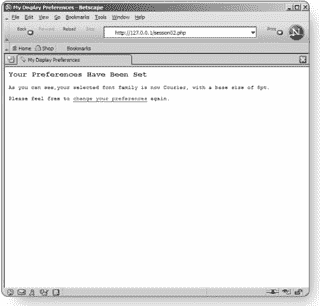 My Display Preferences - Netscape
File Edit View Go Bookmarks Tools Window Help
Back Forward Reload Stop http://127.0.0.1/session02.php Print
Home Shop Bookmarks
My Display Preferences
Your Preferences Have Been Set
As you can see,your selected font family is now Courier, with a base size of 8pt.
Please feel free to change your preferences again.